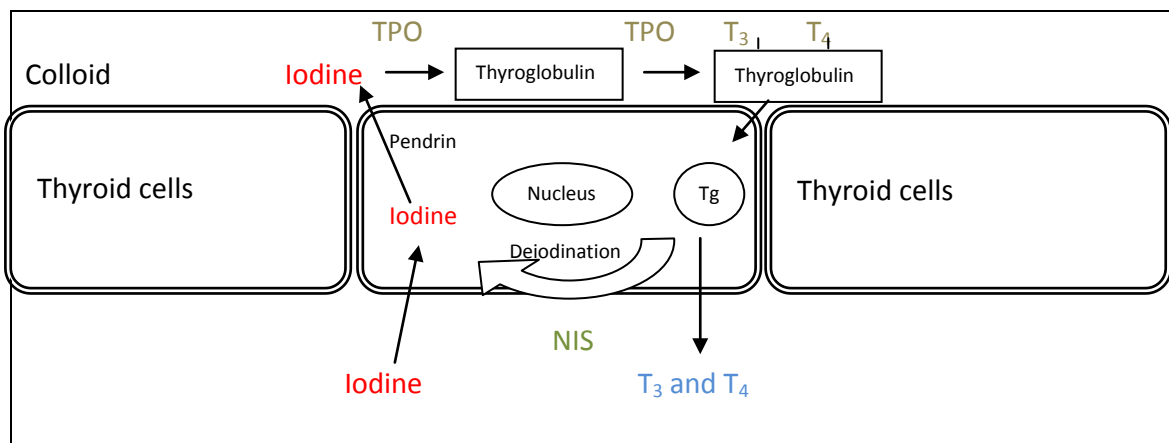 TPO TPO T₃ T₄
Colloid Iodine Thyroglobulin Thyroglobulin
Pendrin
Thyroid cells Nucleus Tg Thyroid cells
Iodine
Deiodination
NIS
Iodine T₃ and T₄